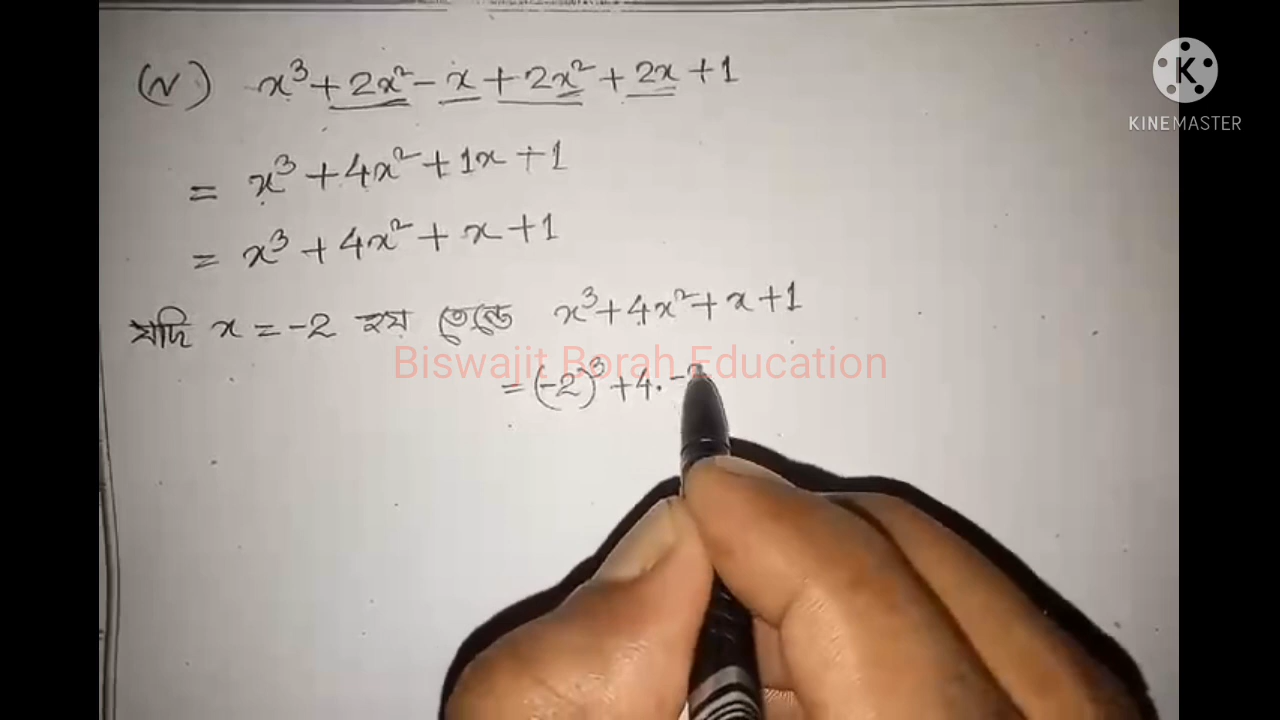 (v) x³ + 2x² - x + 2x² + 2x + 1
= x³ + 4x² + 1x + 1
= x³ + 4x² + x + 1
যদি x = -2 হয় তেন্তে x³ + 4x² + x + 1
= (-2)³ + 4. -2
Biswajit Borah Education
K
KINEMASTER